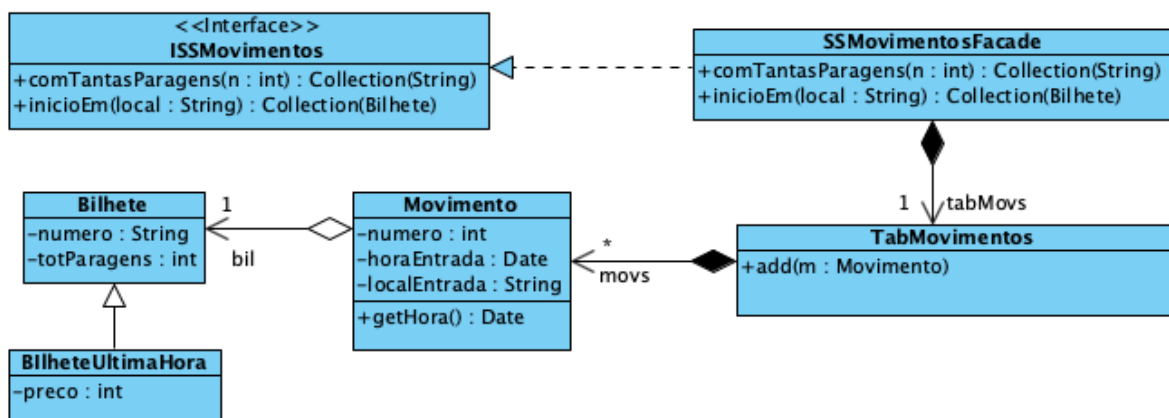 <<Interface>>
ISSMovimentos
+comTantasParagens(n : int) : Collection(String)
+inicioEm(local : String) : Collection(Bilhete)
SSMovimentosFacade
+comTantasParagens(n : int) : Collection(String)
+inicioEm(local : String) : Collection(Bilhete)
1 tabMovs
Bilhete
-numero : String
-totParagens : int
1
bil
Movimento
-numero : int
-horaEntrada : Date
-localEntrada : String
+getHora() : Date
*
movs
TabMovimentos
+add(m : Movimento)
BIlheteUltimaHora
-preco : int